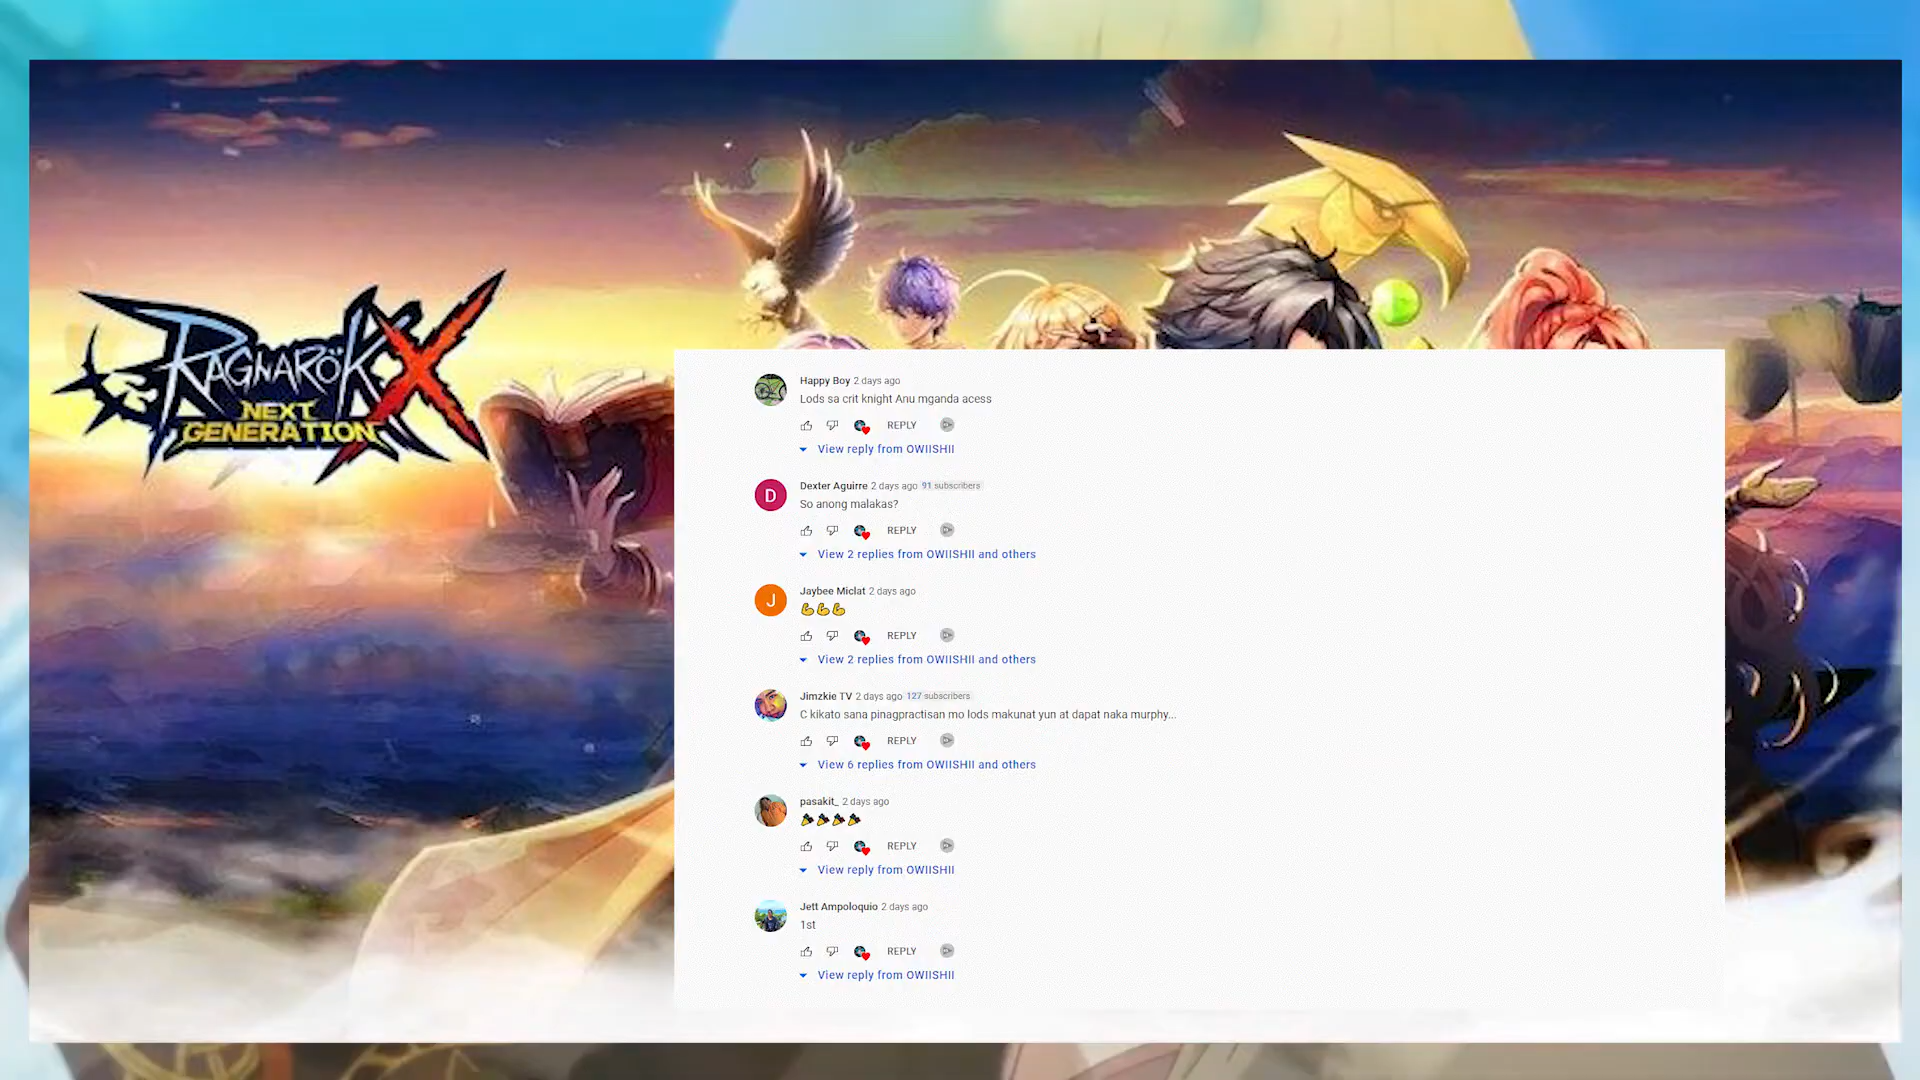 RAGNARÖK X
NEXT
GENERATION
Happy Boy 2 days ago
Lods sa crit knight Anu mganda acess
REPLY
View reply from OWIISHII
D
Dexter Aguirre 2 days ago 91 subscribers
So anong malakas?
REPLY
View 2 replies from OWIISHII and others
J
Jaybee Miclat 2 days ago
💪💪💪
REPLY
View 2 replies from OWIISHII and others
Jimzkie TV 2 days ago 127 subscribers
C kikato sana pinagpractisan mo lods makunat yun at dapat naka murphy...
REPLY
View 6 replies from OWIISHII and others
pasakit_ 2 days ago
REPLY
View reply from OWIISHII
Jett Ampoloquio 2 days ago
1st
REPLY
View reply from OWIISHII